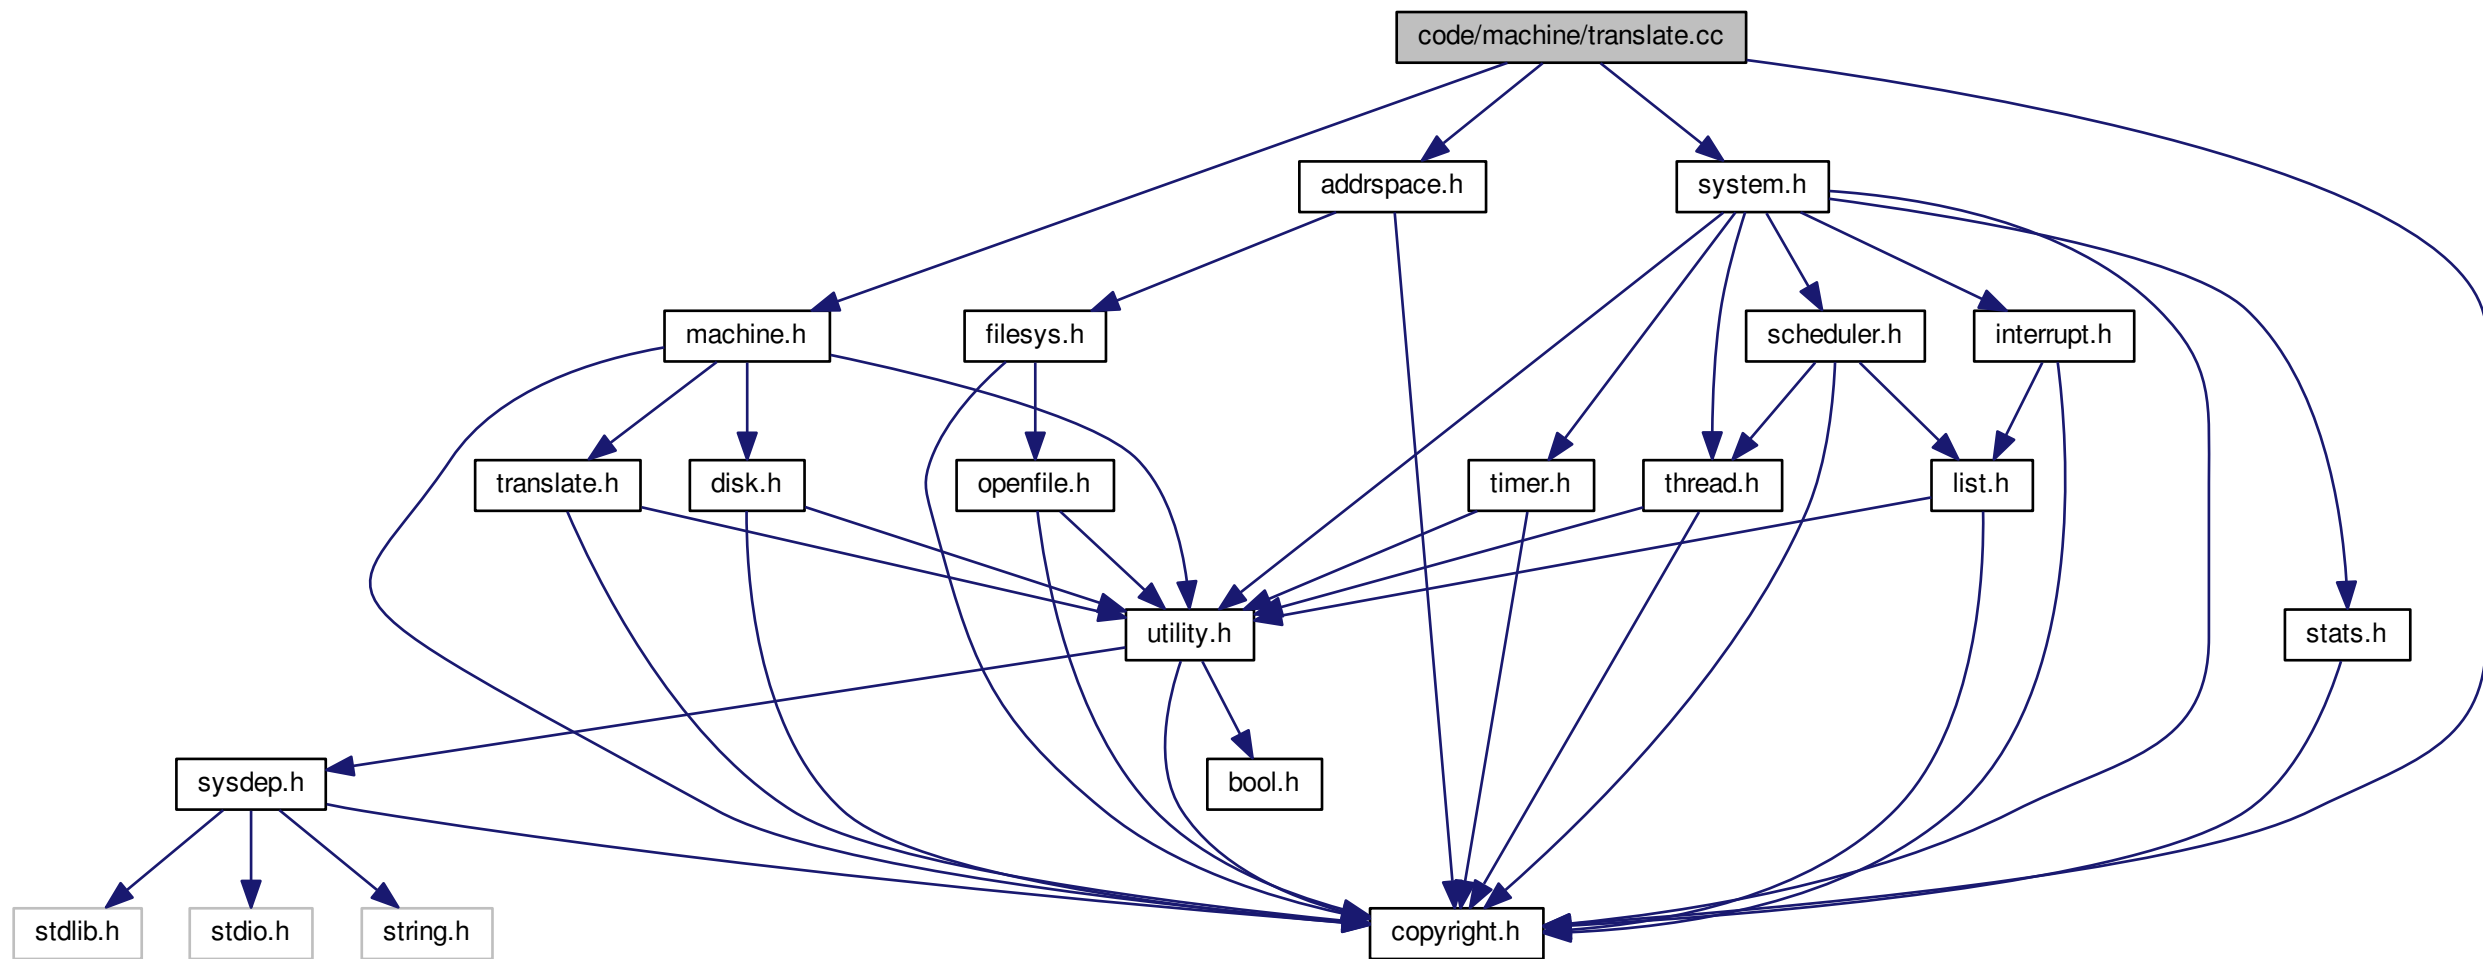 code/machine/translate.cc
addrspace.h
system.h
machine.h
filesys.h
scheduler.h
interrupt.h
translate.h
disk.h
openfile.h
timer.h
thread.h
list.h
utility.h
stats.h
sysdep.h
bool.h
stdlib.h
stdio.h
string.h
copyright.h